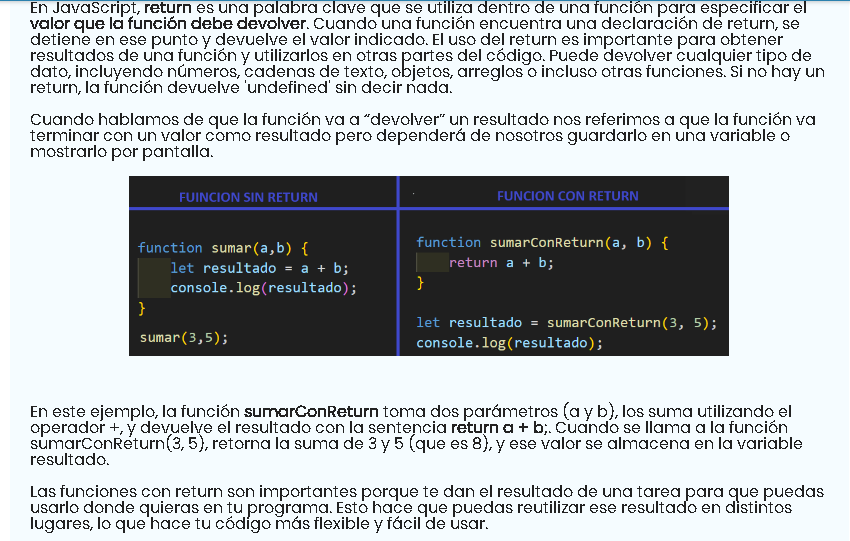 En JavaScript, return es una palabra clave que se utiliza dentro de una función para especificar el
valor que la función debe devolver. Cuando una función encuentra una declaración de return, se
detiene en ese punto y devuelve el valor indicado. El uso del return es importante para obtener
resultados de una función y utilizarlos en otras partes del código. Puede devolver cualquier tipo de
dato, incluyendo números, cadenas de texto, objetos, arreglos o incluso otras funciones. Si no hay un
return, la función devuelve 'undefined' sin decir nada.
Cuando hablamos de que la función va a “devolver” un resultado nos referimos a que la función va
terminar con un valor como resultado pero dependerá de nosotros guardarlo en una variable o
mostrarlo por pantalla.
FUINCION SIN RETURN
function sumar(a,b) {
let resultado = a + b;
console.log(resultado);
}
sumar(3,5);
FUNCION CON RETURN
function sumarConReturn(a, b) {
return a + b;
}
let resultado = sumarConReturn(3, 5);
console.log(resultado);
En este ejemplo, la función sumarConReturn toma dos parámetros (a y b), los suma utilizando el
operador +, y devuelve el resultado con la sentencia return a + b;. Cuando se llama a la función
sumarConReturn(3, 5), retorna la suma de 3 y 5 (que es 8), y ese valor se almacena en la variable
resultado.
Las funciones con return son importantes porque te dan el resultado de una tarea para que puedas
usarlo donde quieras en tu programa. Esto hace que puedas reutilizar ese resultado en distintos
lugares, lo que hace tu código más flexible y fácil de usar.